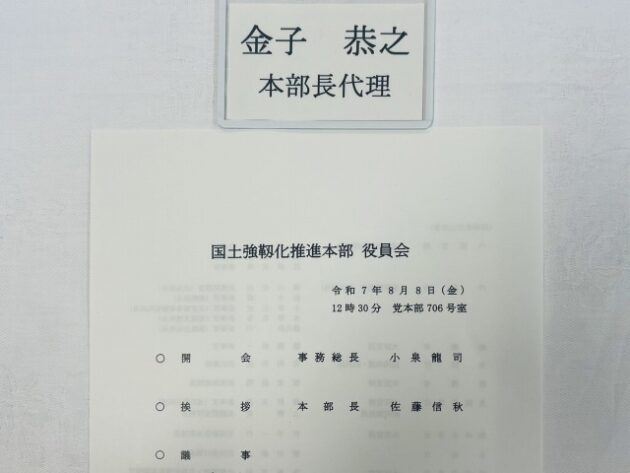 金子　恭之
本部長代理
国土強靱化推進本部 役員会
令和７年８月８日（金）
12時30分　党本部706号室
○ 開　　会　　事務総長　小泉龍司
○ 挨　　拶　　本　部　長　佐藤信秋
○ 議　　事